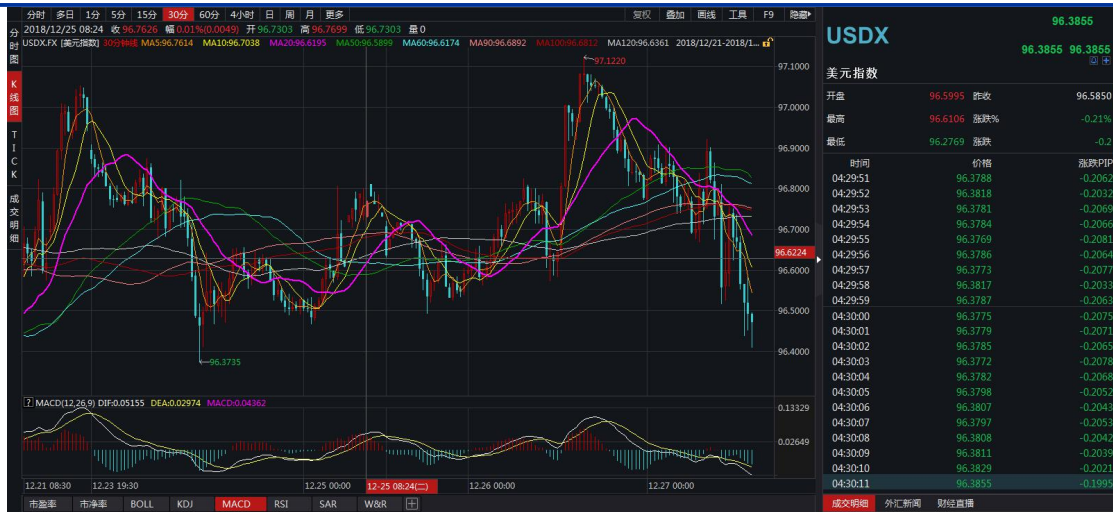 分时 多日 1分 5分 15分 30分 60分 4小时 日 周 月 更多 复权 叠加 画线 工具 F9 隐藏
2018/12/25 08:24 收96.7626 幅0.01%(0.0049) 开96.7303 高96.7699 低96.7303 量0
USDX.FX [美元指数] 30分钟线 MA5:96.7614 MA10:96.7038 MA20:96.6195 MA50:96.5899 MA60:96.6174 MA90:96.6892 MA100:96.6812 MA120:96.6361 2018/12/21-2018/1...
分时图
K线图
TICK
成交明细
97.1220
96.3735
97.1000
97.0000
96.9000
96.8000
96.7000
96.6224
96.6000
96.5000
96.4000
? MACD(12,26,9) DIF:0.05155 DEA:0.02974 MACD:0.04362
0.13329
0.02649
12.21 08:30 12.23 19:30 12.25 00:00 12-25 08:24(二) 12.26 00:00 12.27 00:00
市盈率 市净率 BOLL KDJ MACD RSI SAR W&R
USDX
96.3855
96.3855 96.3855
美元指数
开盘 96.5995 昨收 96.5850
最高 96.6106 涨跌% -0.21%
最低 96.2769 涨跌 -0.2
时间 价格 涨跌PIP
04:29:51 96.3788 -0.2062
04:29:52 96.3818 -0.2032
04:29:53 96.3781 -0.2069
04:29:54 96.3784 -0.2066
04:29:55 96.3769 -0.2081
04:29:56 96.3786 -0.2064
04:29:57 96.3773 -0.2077
04:29:58 96.3817 -0.2033
04:29:59 96.3787 -0.2063
04:30:00 96.3775 -0.2075
04:30:01 96.3779 -0.2071
04:30:02 96.3785 -0.2065
04:30:03 96.3772 -0.2078
04:30:04 96.3782 -0.2068
04:30:05 96.3798 -0.2052
04:30:06 96.3807 -0.2043
04:30:07 96.3797 -0.2053
04:30:08 96.3808 -0.2042
04:30:09 96.3811 -0.2039
04:30:10 96.3829 -0.2021
04:30:11 96.3855 -0.1995
成交明细 外汇新闻 财经直播